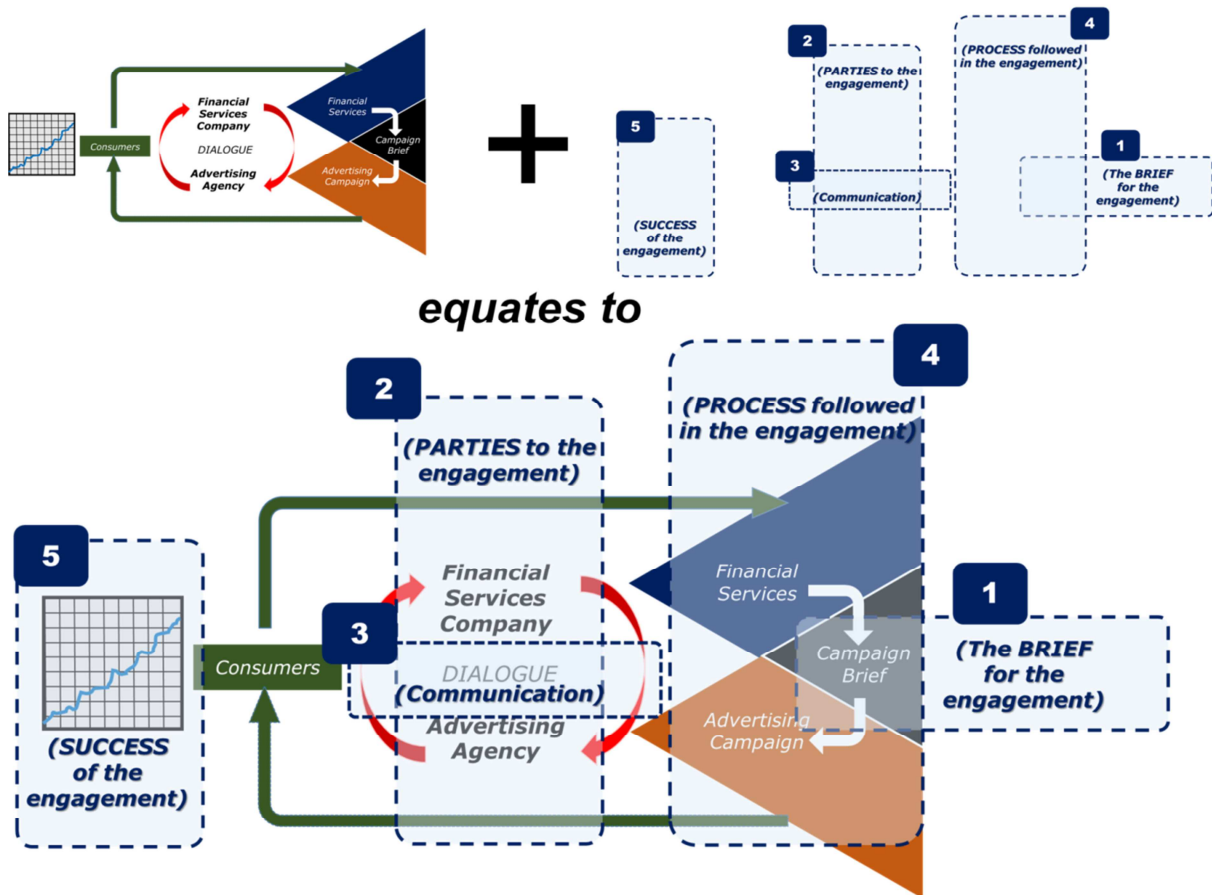 Financial
Services
Company
DIALOGUE
Advertising
Agency
Consumers
Financial
Services
Campaign
Brief
Advertising
Campaign
+
5
(SUCCESS
of the
engagement)
2
(PARTIES to the
engagement)
3
(Communication)
4
(PROCESS followed
in the engagement)
1
(The BRIEF
for the
engagement)
equates to
5
(SUCCESS
of the
engagement)
Consumers
2
(PARTIES to the
engagement)
Financial
Services
Company
3
DIALOGUE
(Communication)
Advertising
Agency
4
(PROCESS followed
in the engagement)
Financial
Services
Campaign
Brief
Advertising
Campaign
1
(The BRIEF
for the
engagement)